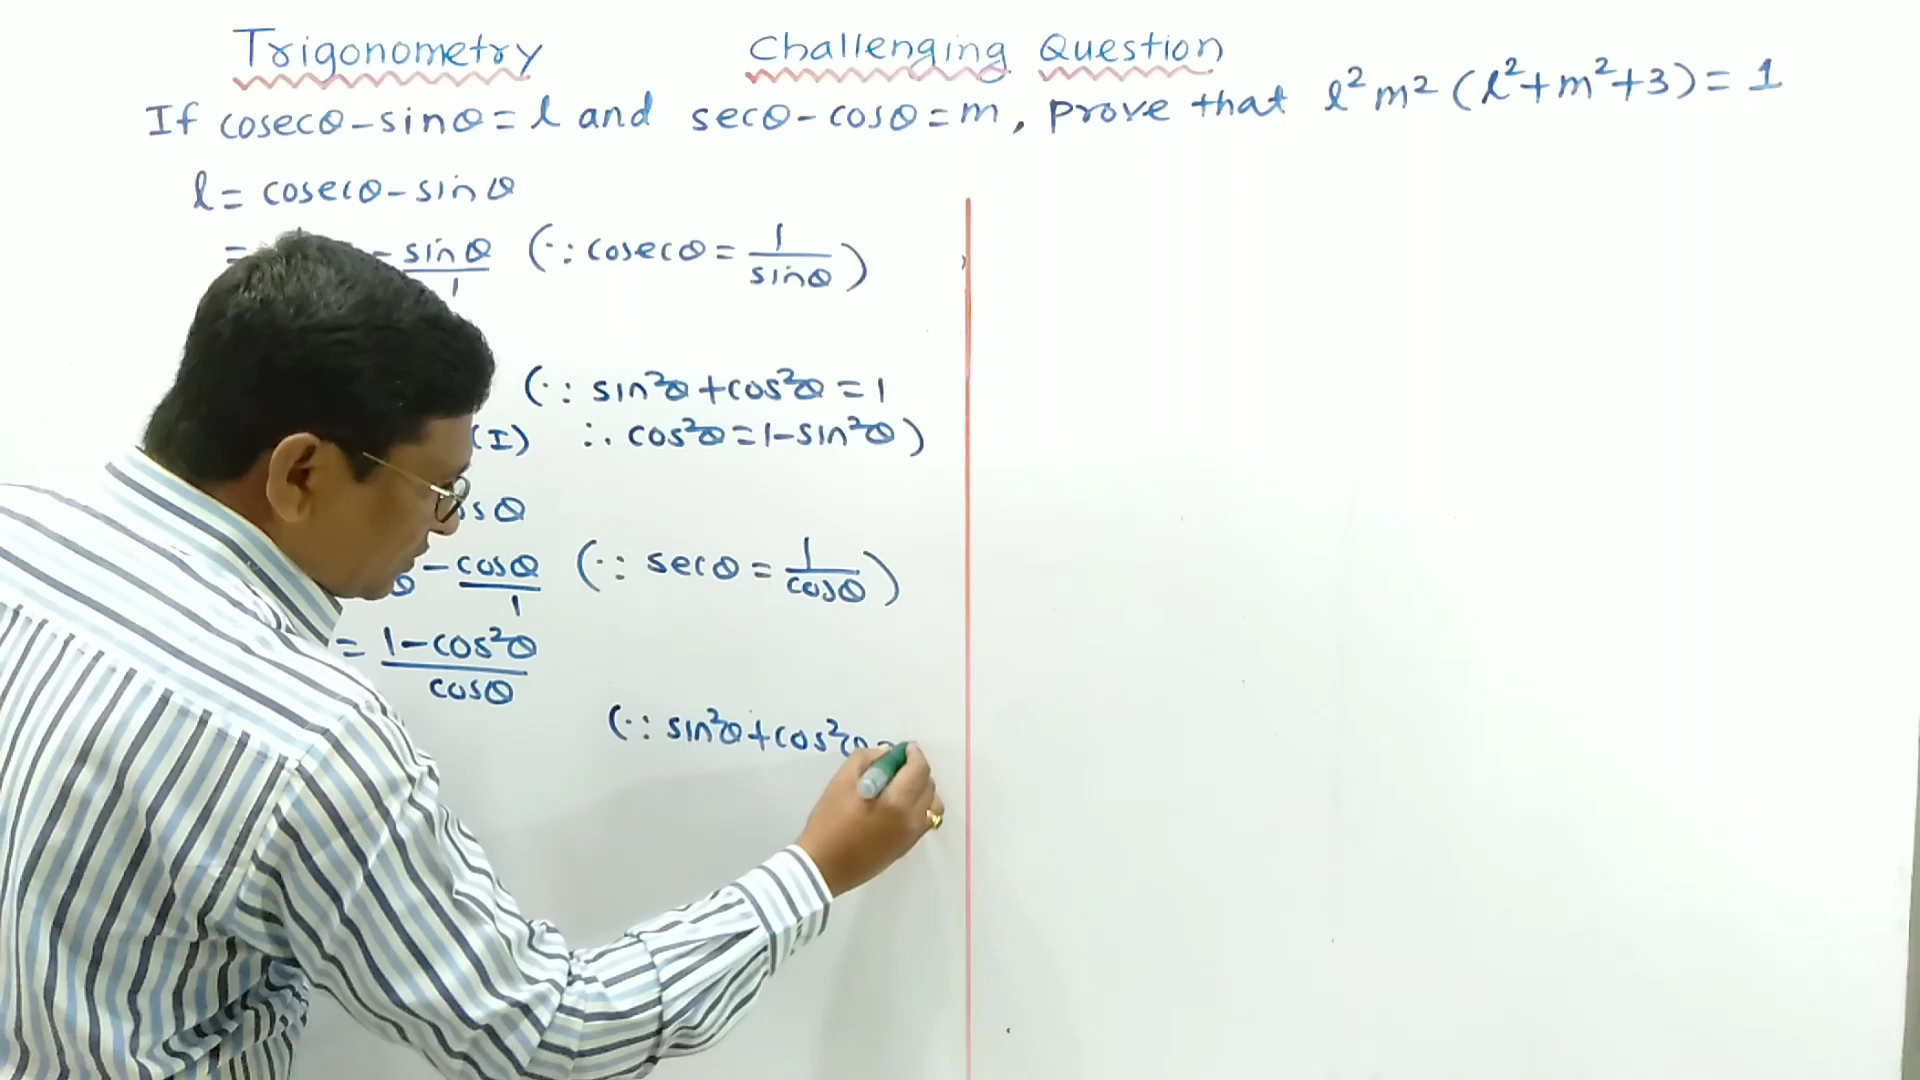 Trigonometry Challenging Question
If cosecθ-sinθ=l and secθ-cosθ=m, prove that l²m²(l²+m²+3)=1
l= cosecθ-sinθ
= - sinθ/1 (∵ cosecθ= 1/sinθ)
(∵ sin²θ+cos²θ=1
(I) ∴ cos²θ=1-sin²θ)
sθ
θ - cosθ/1 (∵ secθ= 1/cosθ)
= 1-cos²θ/cosθ
(∵ sin²θ+cos²θ